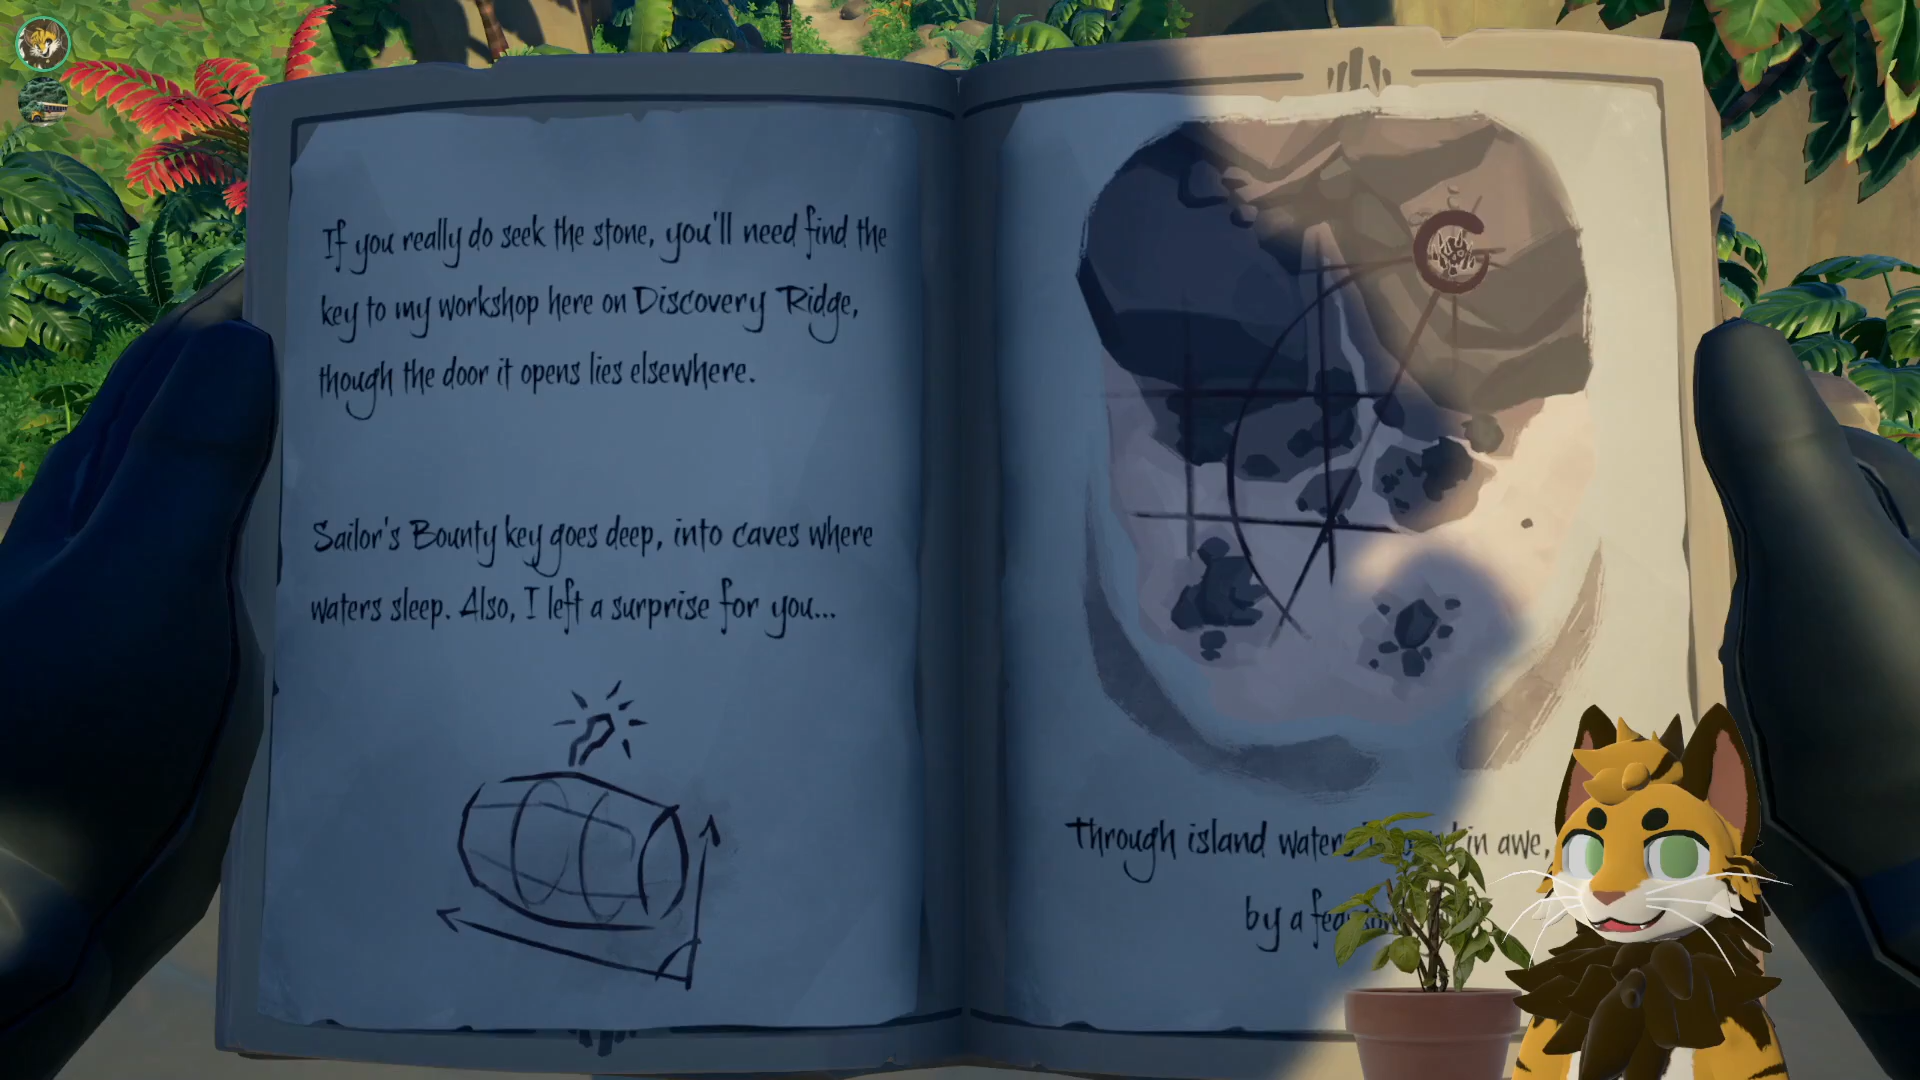 If you really do seek the stone, you'll need find the
key to my workshop here on Discovery Ridge,
though the door it opens lies elsewhere.
Sailor's Bounty key goes deep, into caves where
waters sleep. Also, I left a surprise for you...
Through island waters in awe,
by a